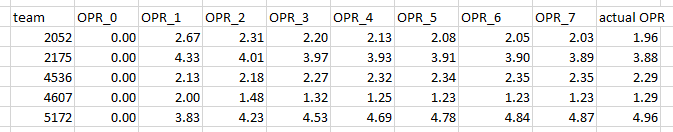 team OPR_0 OPR_1 OPR_2 OPR_3 OPR_4 OPR_5 OPR_6 OPR_7 actual OPR
2052 0.00 2.67 2.31 2.20 2.13 2.08 2.05 2.03 1.96
2175 0.00 4.33 4.01 3.97 3.93 3.91 3.90 3.89 3.88
4536 0.00 2.13 2.18 2.27 2.32 2.34 2.35 2.35 2.29
4607 0.00 2.00 1.48 1.32 1.25 1.23 1.23 1.23 1.29
5172 0.00 3.83 4.23 4.53 4.69 4.78 4.84 4.87 4.96